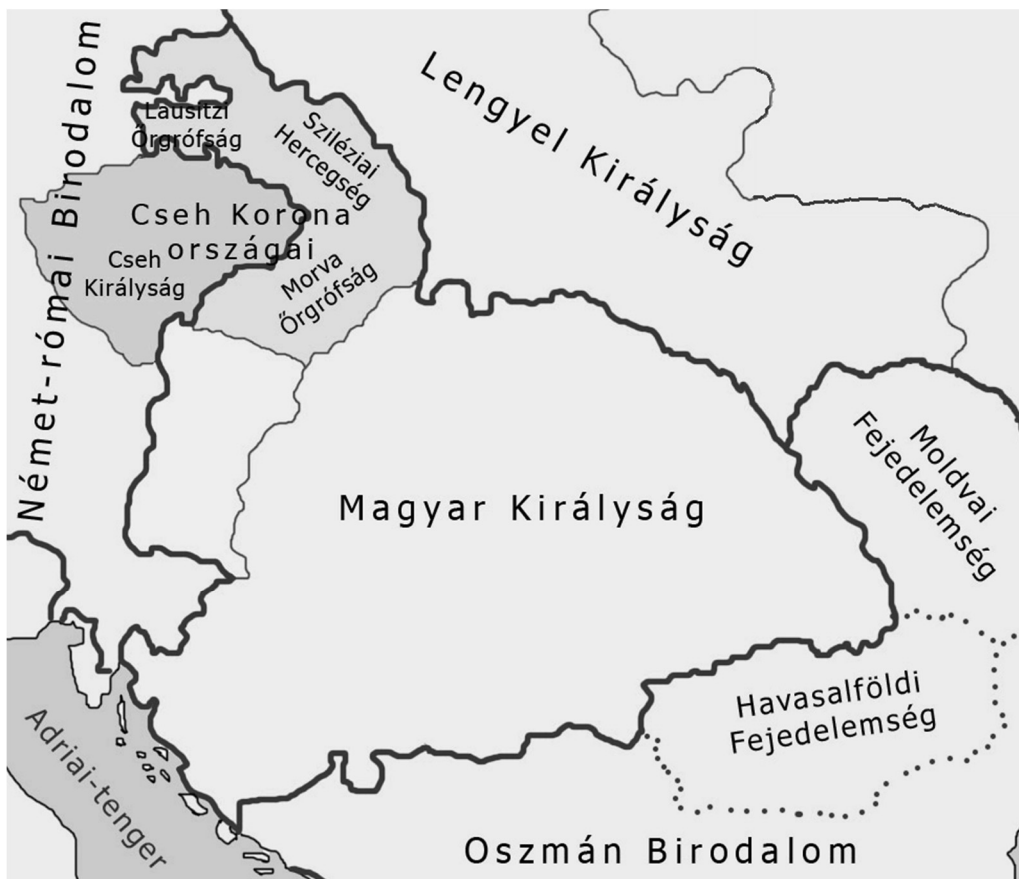 Német-római Birodalom
Lausitzi
Őrgrófság
Sziléziai
Hercegség
Lengyel Királyság
Cseh Korona
országai
Cseh
Királyság
Morva
Őrgrófság
Moldvai
Fejedelemség
Magyar Királyság
Havasalföldi
Fejedelemség
Adriai-tenger
Oszmán Birodalom